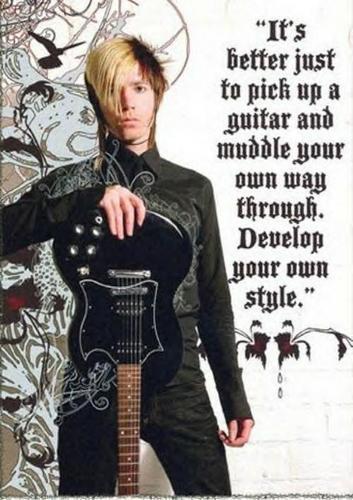 “It's
better just
to pick up a
guitar and
muddle your
own way
through.
Develop
your own
style.”